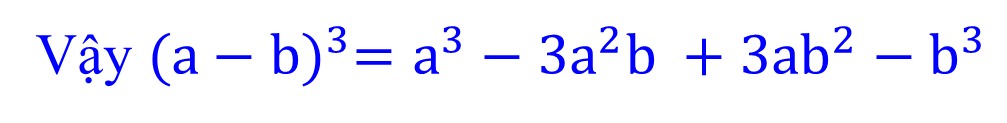 Vậy (a − b)³= a³ − 3a²b + 3ab² − b³